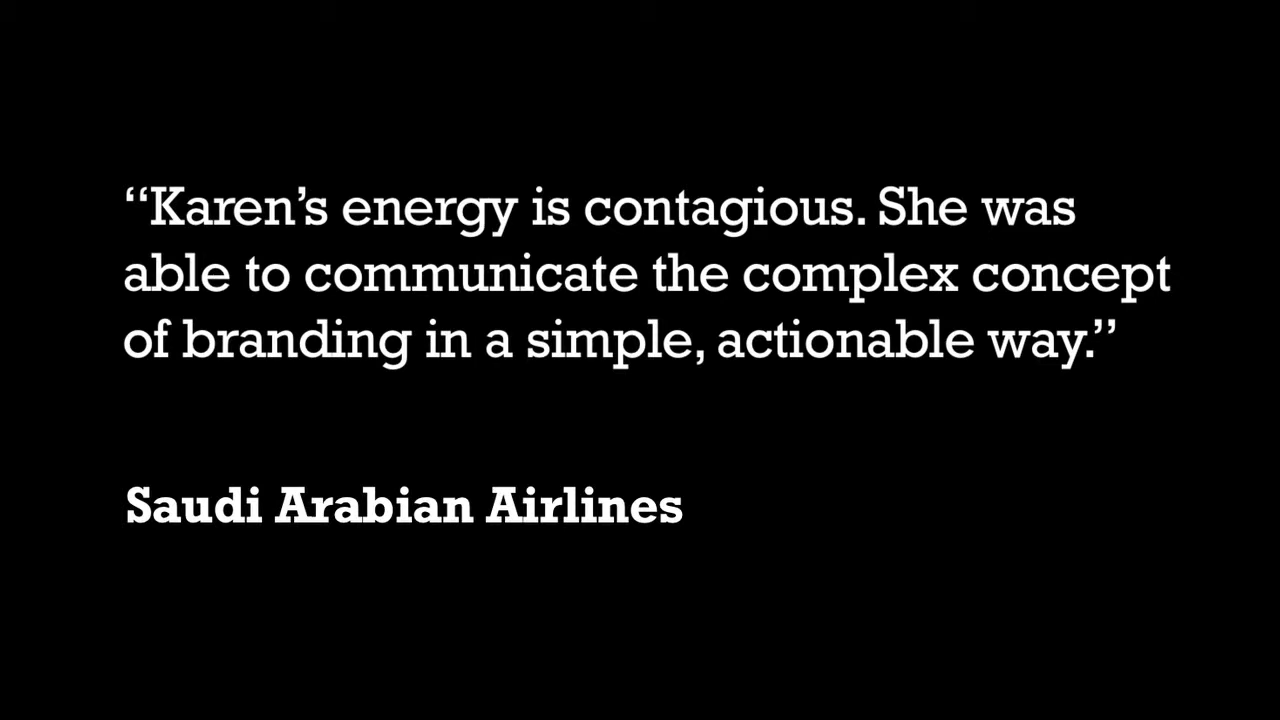 “Karen’s energy is contagious. She was
able to communicate the complex concept
of branding in a simple, actionable way.”
Saudi Arabian Airlines